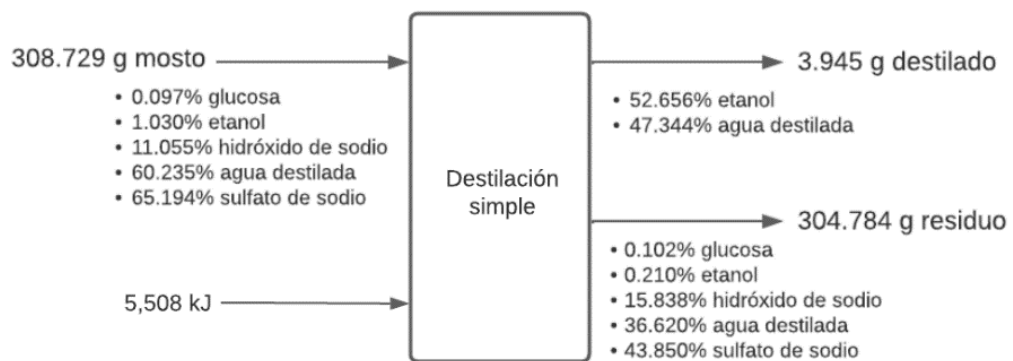 308.729 g mosto
• 0.097% glucosa
• 1.030% etanol
• 11.055% hidróxido de sodio
• 60.235% agua destilada
• 65.194% sulfato de sodio
5,508 kJ
Destilación
simple
3.945 g destilado
• 52.656% etanol
• 47.344% agua destilada
304.784 g residuo
• 0.102% glucosa
• 0.210% etanol
• 15.838% hidróxido de sodio
• 36.620% agua destilada
• 43.850% sulfato de sodio